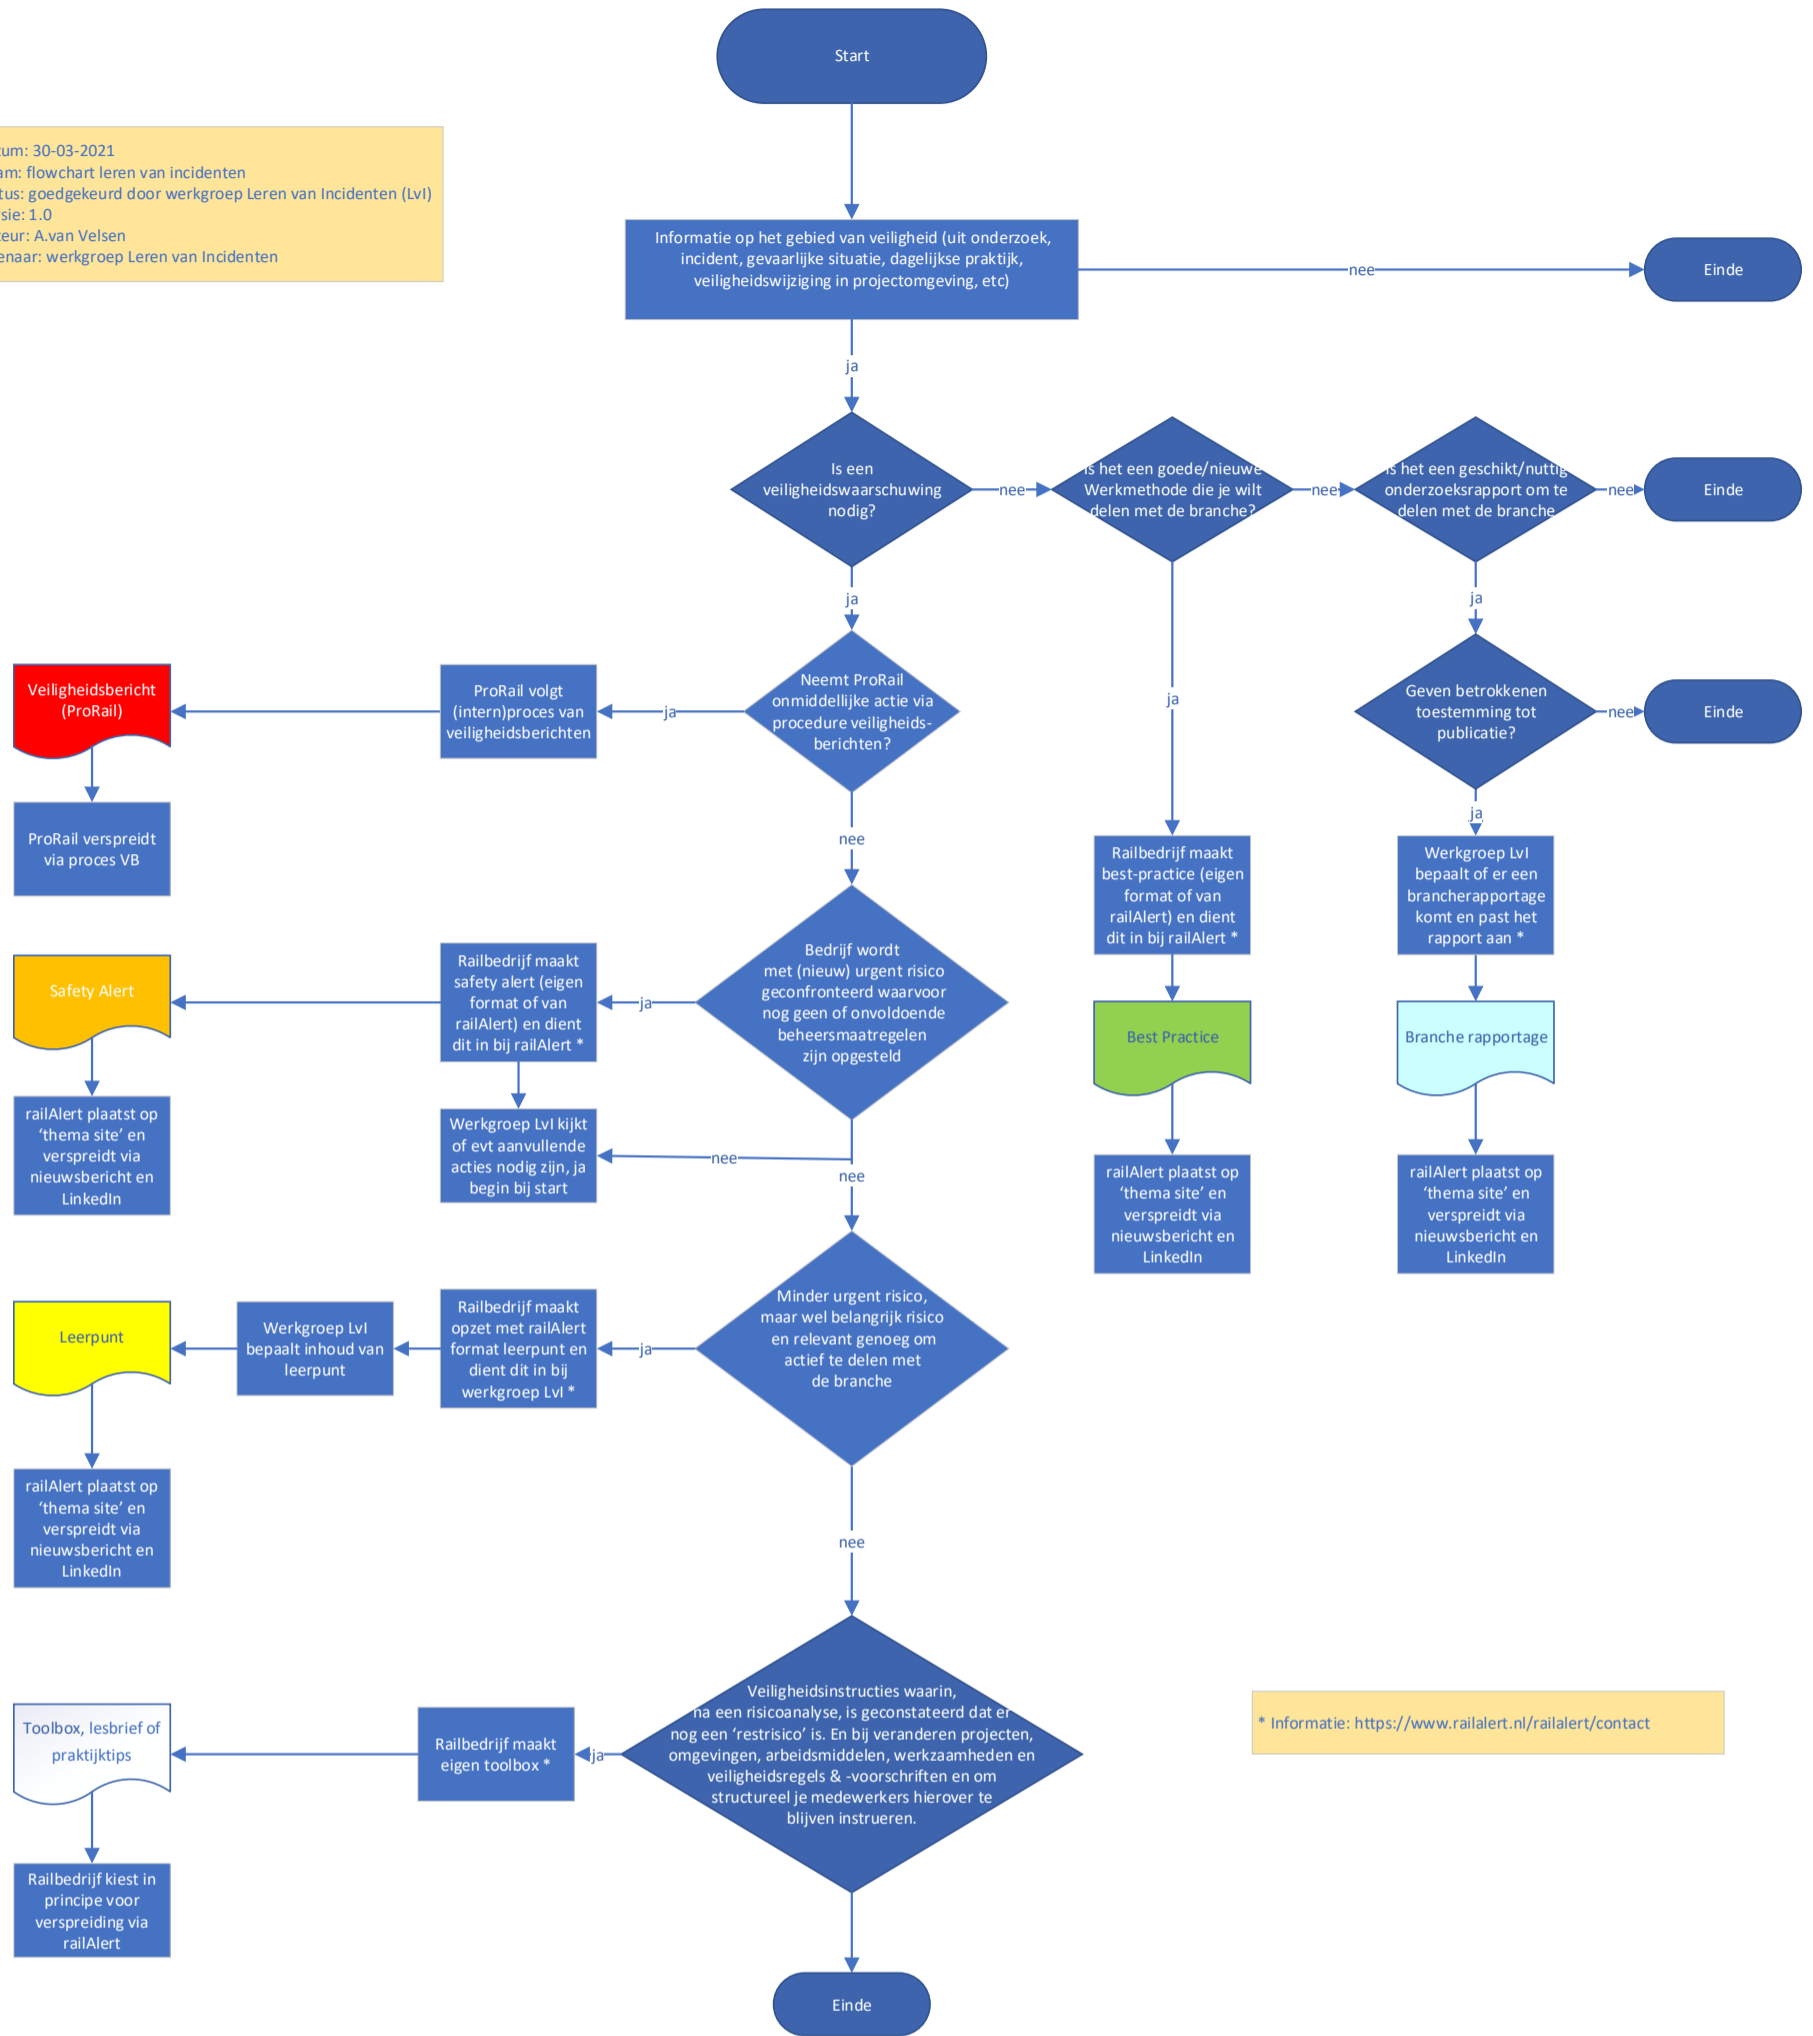 Start
tum: 30-03-2021
am: flowchart leren van incidenten
tus: goedgekeurd door werkgroep Leren van Incidenten (LvI)
sie: 1.0
eur: A.van Velsen
enaar: werkgroep Leren van Incidenten
Informatie op het gebied van veiligheid (uit onderzoek,
incident, gevaarlijke situatie, dagelijkse praktijk,
veiligheidswijziging in projectomgeving, etc)
nee
Einde
ja
Is een
veiligheidswaarschuwing
nodig?
nee
Is het een goede/nieuwe
Werkmethode die je wilt
delen met de branche?
nee
Is het een geschikt/nuttig
onderzoeksrapport om te
delen met de branche
nee
Einde
ja
ja
ja
Neemt ProRail
onmiddellijke actie via
procedure veiligheids-
berichten?
ja
ProRail volgt
(intern)proces van
veiligheidsberichten
Veiligheidsbericht
(ProRail)
ProRail verspreidt
via proces VB
Geven betrokkenen
toestemming tot
publicatie?
nee
Einde
ja
nee
Railbedrijf maakt
best-practice (eigen
format of van
railAlert) en dient
dit in bij railAlert *
Werkgroep LvI
bepaalt of er een
brancherapportage
komt en past het
rapport aan *
Bedrijf wordt
met (nieuw) urgent risico
geconfronteerd waarvoor
nog geen of onvoldoende
beheersmaatregelen
zijn opgesteld
ja
Railbedrijf maakt
safety alert (eigen
format of van
railAlert) en dient
dit in bij railAlert *
Safety Alert
Best Practice
Branche rapportage
railAlert plaatst op
‘thema site’ en
verspreidt via
nieuwsbericht en
LinkedIn
Werkgroep LvI kijkt
of evt aanvullende
acties nodig zijn, ja
begin bij start
nee
nee
railAlert plaatst op
‘thema site’ en
verspreidt via
nieuwsbericht en
LinkedIn
railAlert plaatst op
‘thema site’ en
verspreidt via
nieuwsbericht en
LinkedIn
Minder urgent risico,
maar wel belangrijk risico
en relevant genoeg om
actief te delen met
de branche
ja
Railbedrijf maakt
opzet met railAlert
format leerpunt en
dient dit in bij
werkgroep LvI *
Werkgroep LvI
bepaalt inhoud van
leerpunt
Leerpunt
railAlert plaatst op
‘thema site’ en
verspreidt via
nieuwsbericht en
LinkedIn
nee
Veiligheidsinstructies waarin,
na een risicoanalyse, is geconstateerd dat er
nog een ‘restrisico’ is. En bij veranderen projecten,
omgevingen, arbeidsmiddelen, werkzaamheden en
veiligheidsregels & -voorschriften en om
structureel je medewerkers hierover te
blijven instrueren.
ja
Railbedrijf maakt
eigen toolbox *
Toolbox, lesbrief of
praktijktips
Railbedrijf kiest in
principe voor
verspreiding via
railAlert
* Informatie: https://www.railalert.nl/railalert/contact
Einde